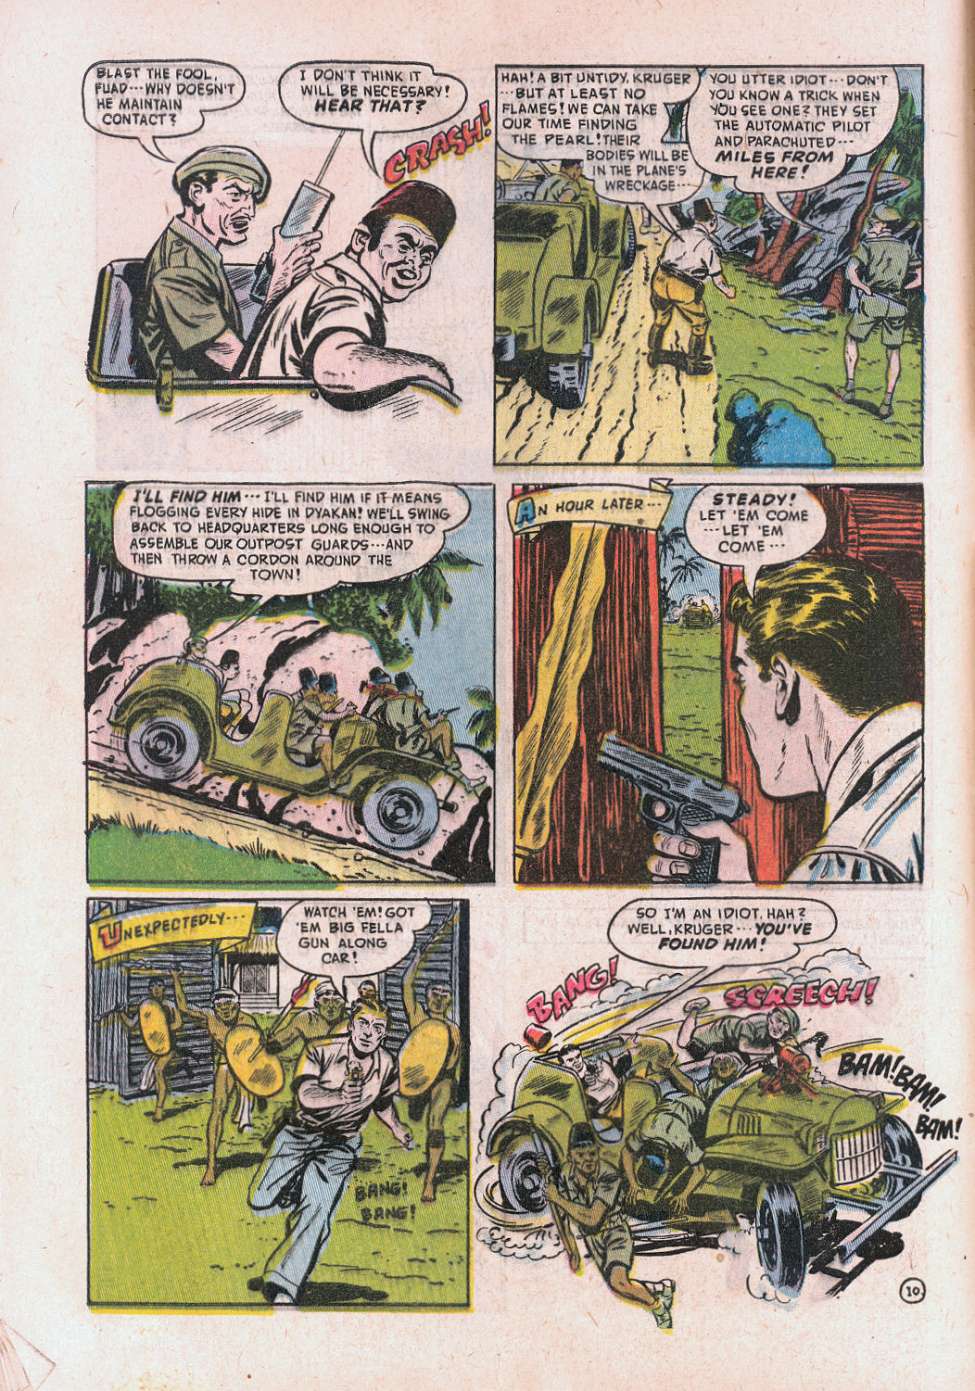 BLAST THE FOOL,
FUAD--- WHY DOESN'T
HE MAINTAIN
CONTACT?
I DON'T THINK IT
WILL BE NECESSARY!
HEAR THAT?
CRASH!
HAH! A BIT UNTIDY, KRUGER
---BUT AT LEAST NO
FLAMES! WE CAN TAKE
OUR TIME FINDING
THE PEARL! THEIR
BODIES WILL BE
IN THE PLANE'S
WRECKAGE---
YOU UTTER IDIOT--- DON'T
YOU KNOW A TRICK WHEN
YOU SEE ONE? THEY SET
THE AUTOMATIC PILOT
AND PARACHUTED---
MILES FROM
HERE!
I'LL FIND HIM--- I'LL FIND HIM IF IT MEANS
FLOGGING EVERY HIDE IN DYAKAN! WE'LL SWING
BACK TO HEADQUARTERS LONG ENOUGH TO
ASSEMBLE OUR OUTPOST GUARDS---AND
THEN THROW A CORDON AROUND THE
TOWN!
AN HOUR LATER---
STEADY!
LET 'EM COME
---LET 'EM
COME---
UNEXPECTEDLY---
WATCH 'EM! GOT
'EM BIG FELLA
GUN ALONG
CAR!
BANG!
BANG!
SO I'M AN IDIOT, HAH?
WELL, KRUGER--- YOU'VE
FOUND HIM!
BANG!
SCREECH!
BAM! BAM!
BAM!
10.